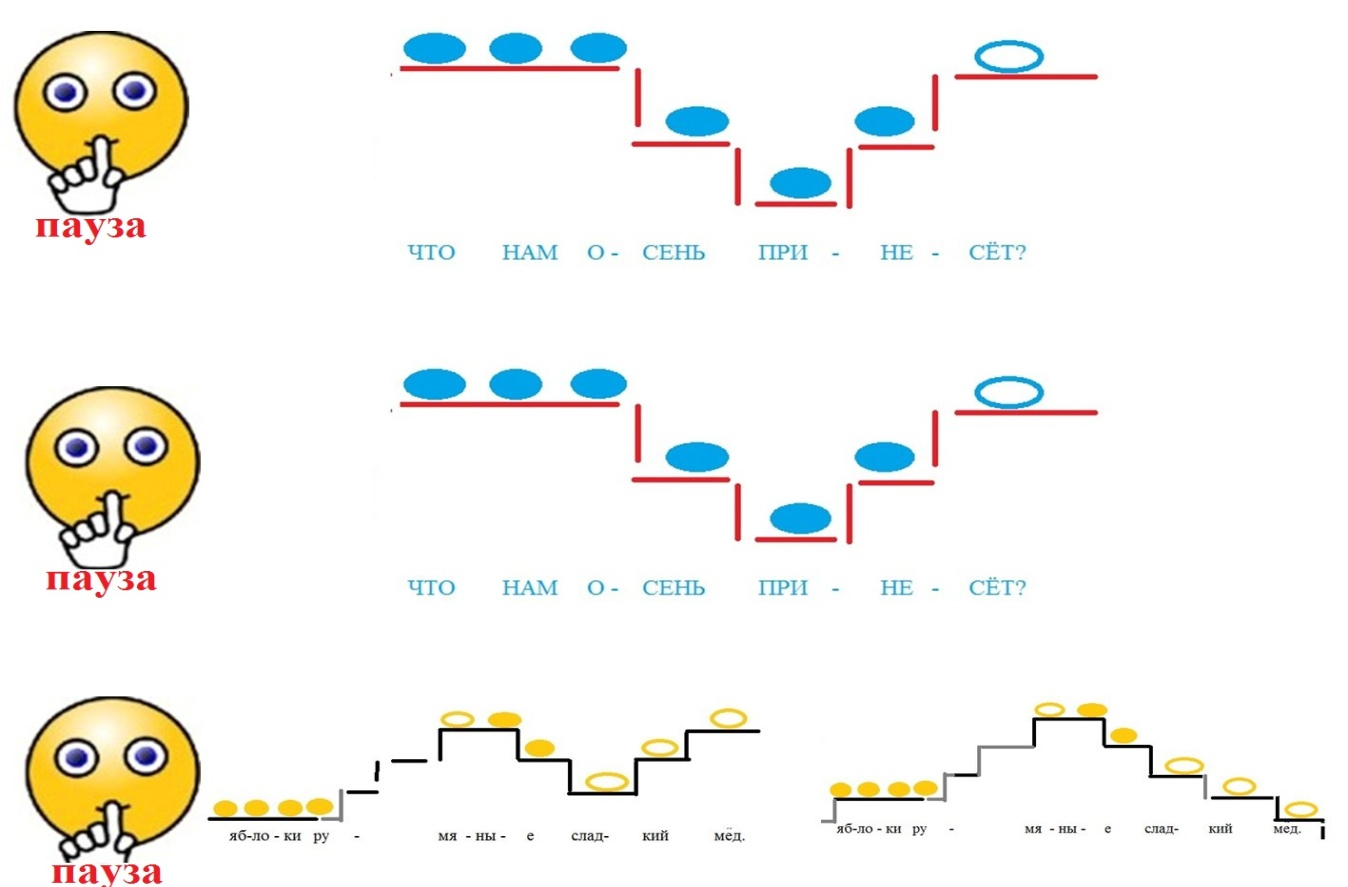 пауза
ЧТО НАМ О - СЕНЬ ПРИ - НЕ - СЁТ?
пауза
ЧТО НАМ О - СЕНЬ ПРИ - НЕ - СЁТ?
яб-ло - ки ру - мя - ны - е слад- кий мёд.
яб-ло - ки ру - мя - ны - е слад- кий мёд.
пауза